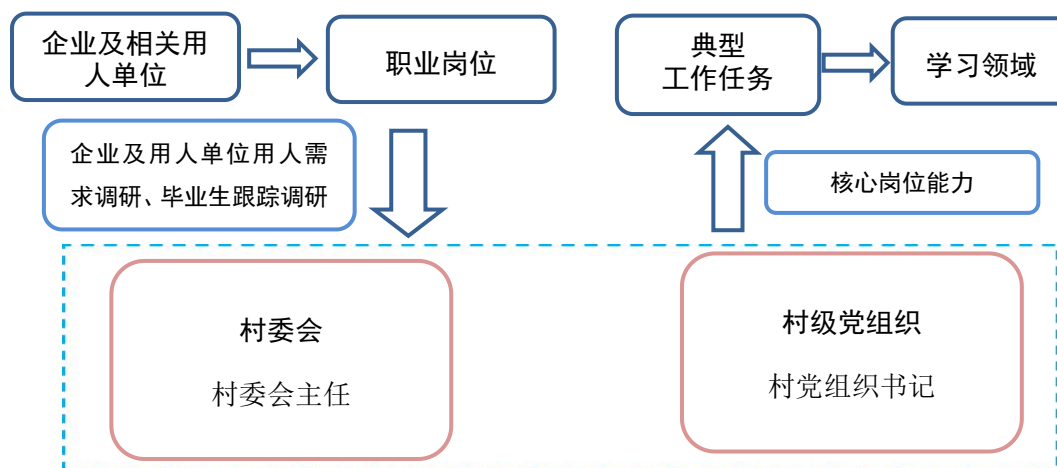 企业及相关用
人单位
职业岗位
典型
工作任务
学习领域
企业及用人单位用人需
求调研、毕业生跟踪调研
核心岗位能力
村委会
村委会主任
村级党组织
村党组织书记